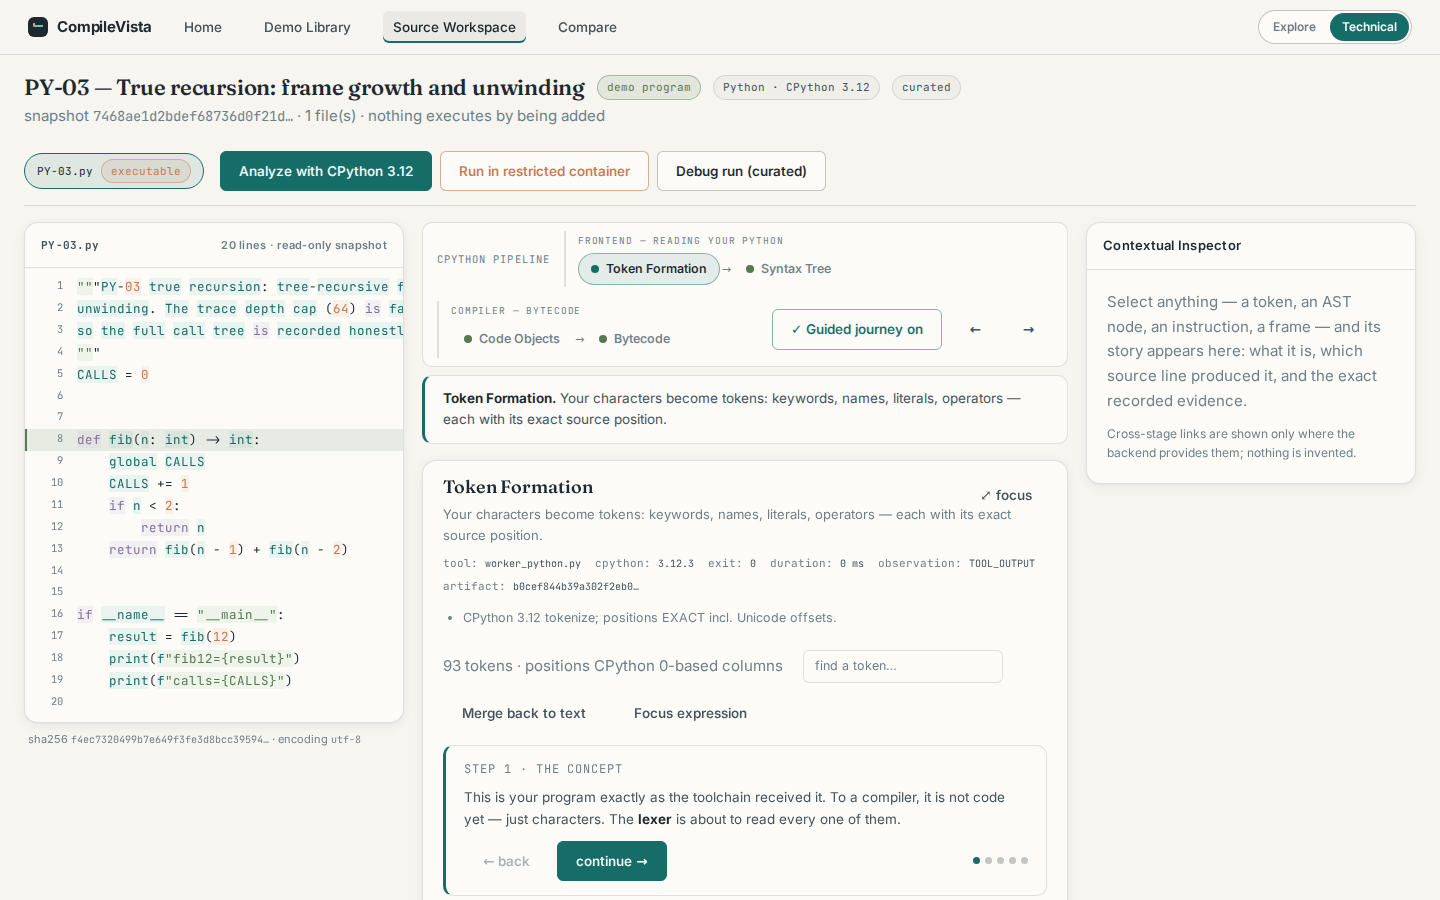 CompileVista
Home
Demo Library
Source Workspace
Compare
Explore
Technical
PY-03 — True recursion: frame growth and unwinding
demo program
Python · CPython 3.12
curated
snapshot 7468ae1d2bdef68736d0f21d… · 1 file(s) · nothing executes by being added
PY-03.py
executable
Analyze with CPython 3.12
Run in restricted container
Debug run (curated)
PY-03.py
20 lines · read-only snapshot
1 """PY-03 true recursion: tree-recursive f
2 unwinding. The trace depth cap (64) is fa
3 so the full call tree is recorded honestl
4 """
5 CALLS = 0
6
7
8 def fib(n: int) -> int:
9 global CALLS
10 CALLS += 1
11 if n < 2:
12 return n
13 return fib(n - 1) + fib(n - 2)
14
15
16 if __name__ == "__main__":
17 result = fib(12)
18 print(f"fib12={result}")
19 print(f"calls={CALLS}")
20
sha256 f4ec7320499b7e649f3fe3d8bcc39594… · encoding utf-8
CPYTHON PIPELINE
FRONTEND — READING YOUR PYTHON
Token Formation → Syntax Tree
COMPILER — BYTECODE
Code Objects → Bytecode
✓ Guided journey on
← →
Token Formation. Your characters become tokens: keywords, names, literals, operators —
each with its exact source position.
Token Formation
⤢ focus
Your characters become tokens: keywords, names, literals, operators — each with its exact
source position.
tool: worker_python.py cpython: 3.12.3 exit: 0 duration: 0 ms observation: TOOL_OUTPUT
artifact: b0cef844b39a302f2eb0…
• CPython 3.12 tokenize; positions EXACT incl. Unicode offsets.
93 tokens · positions CPython 0-based columns
find a token…
Merge back to text
Focus expression
STEP 1 · THE CONCEPT
This is your program exactly as the toolchain received it. To a compiler, it is not code
yet — just characters. The lexer is about to read every one of them.
← back
continue →
Contextual Inspector
Select anything — a token, an AST
node, an instruction, a frame — and its
story appears here: what it is, which
source line produced it, and the exact
recorded evidence.
Cross-stage links are shown only where the
backend provides them; nothing is invented.